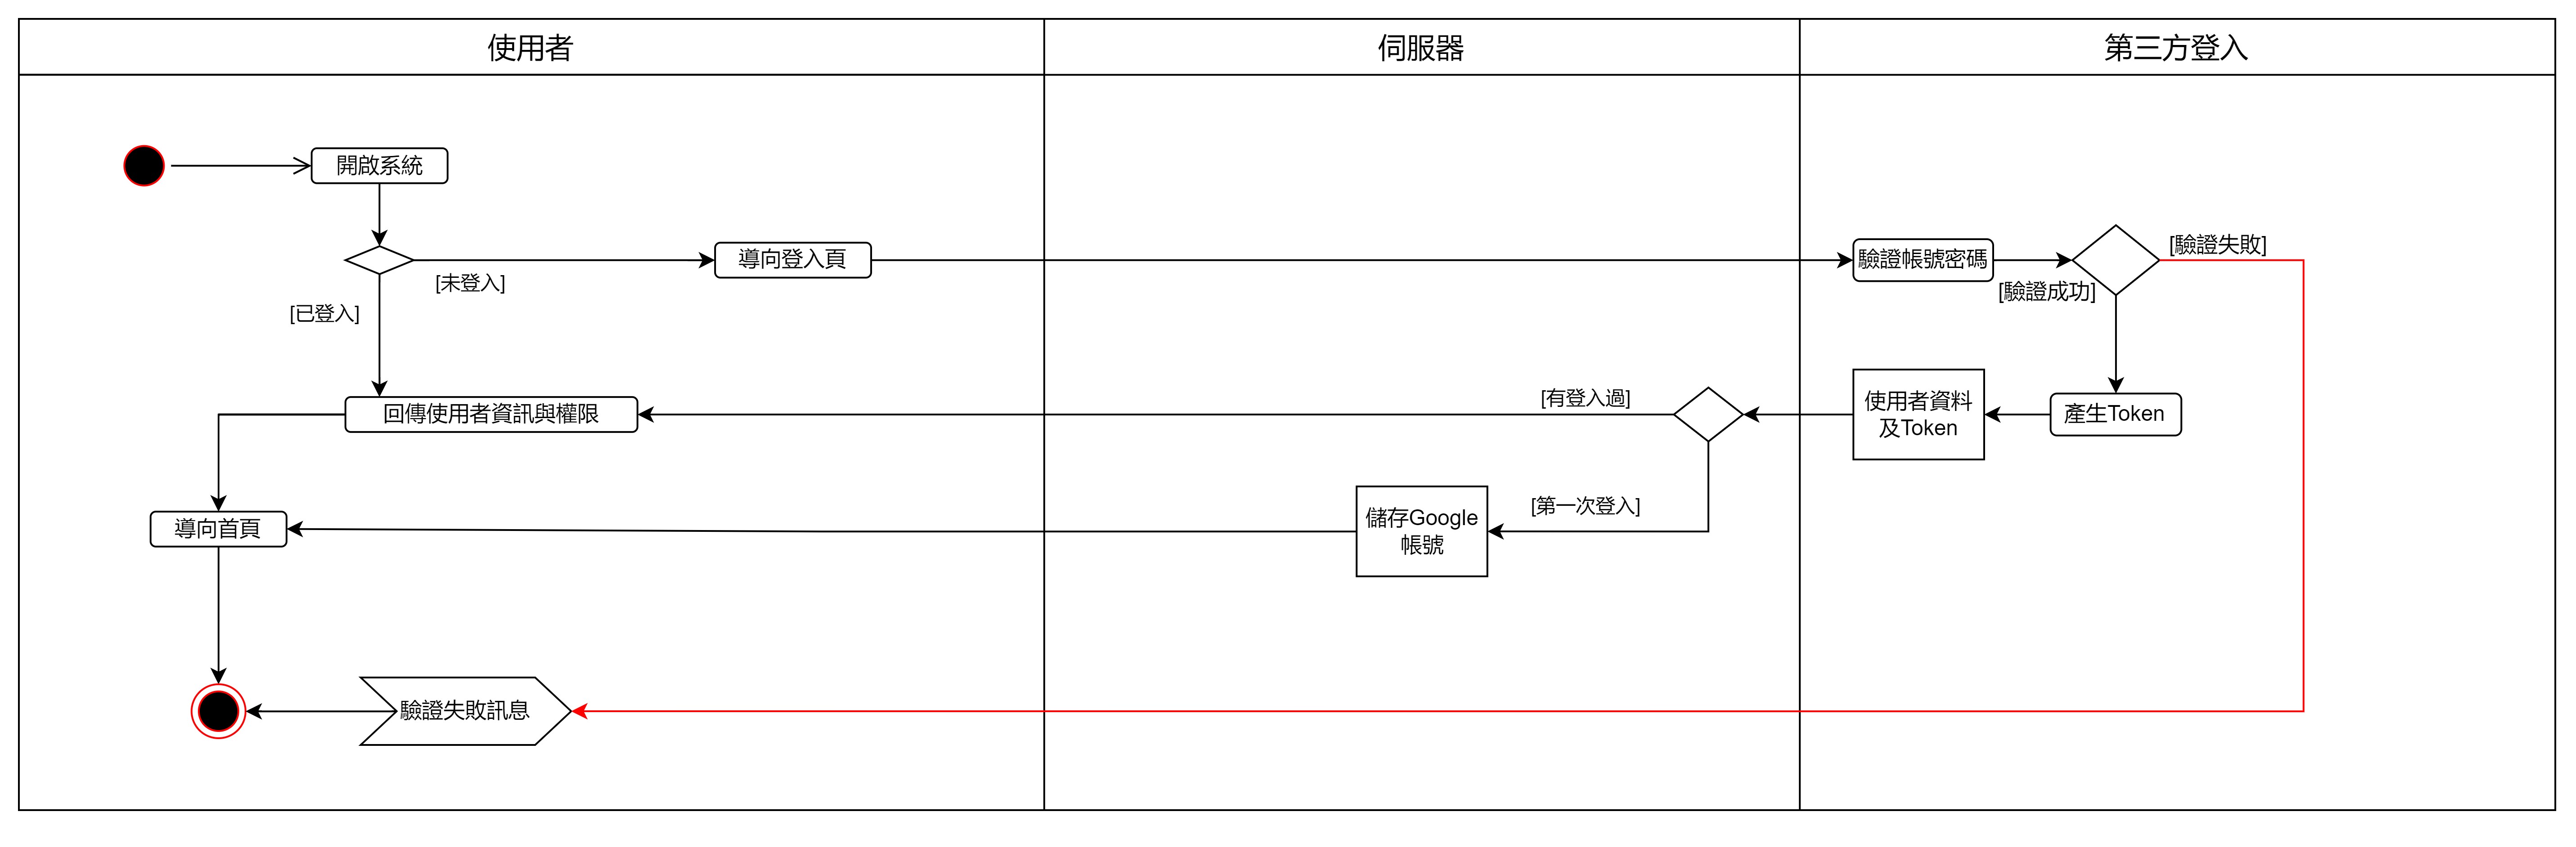 使用者
伺服器
第三方登入
開啟系統
導向登入頁
驗證帳號密碼
[驗證失敗]
[未登入]
[驗證成功]
[已登入]
回傳使用者資訊與權限
[有登入過]
使用者資料
及Token
產生Token
導向首頁
儲存Google
帳號
[第一次登入]
驗證失敗訊息